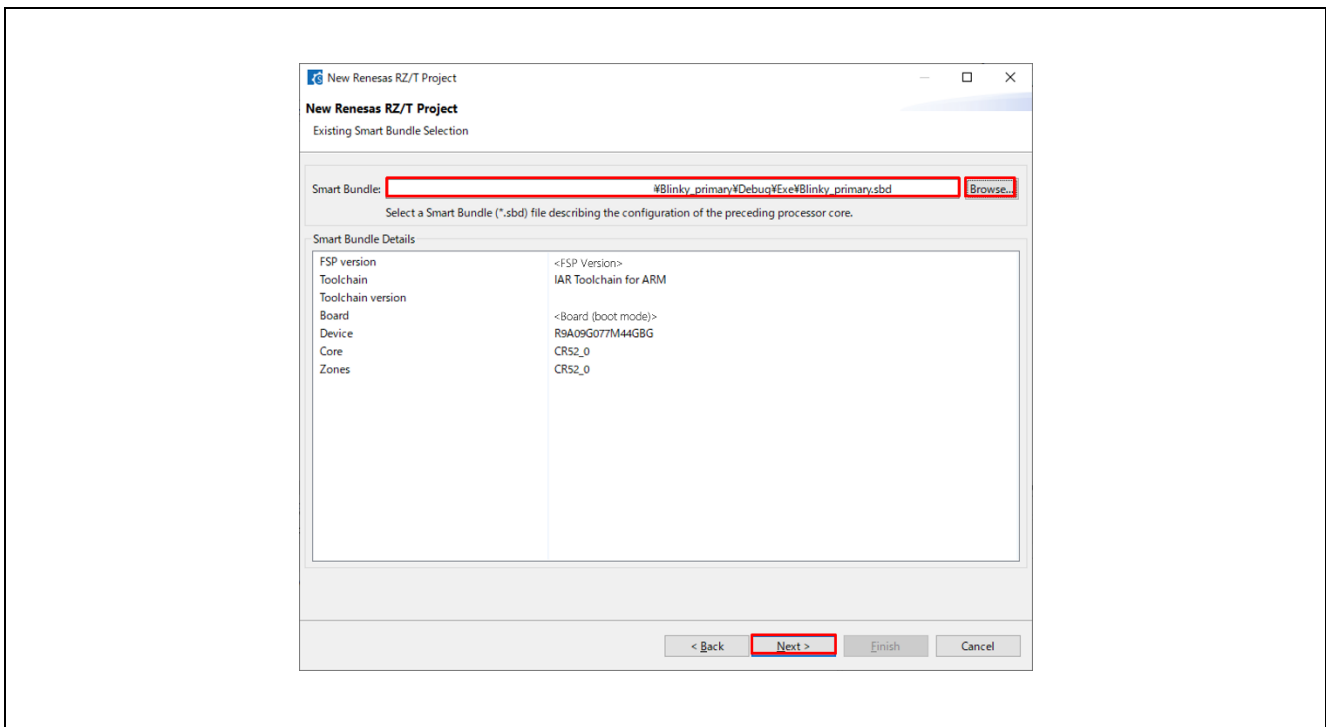 New Renesas RZ/T Project
New Renesas RZ/T Project
Existing Smart Bundle Selection
Smart Bundle: ¥Blinky_primary¥Debug¥Exe¥Blinky_primary.sbd Browse...
Select a Smart Bundle (*.sbd) file describing the configuration of the preceding processor core.
Smart Bundle Details
FSP version <FSP Version>
Toolchain IAR Toolchain for ARM
Toolchain version
Board <Board (boot mode)>
Device R9A09G077M44GBG
Core CR52_0
Zones CR52_0
< Back Next > Finish Cancel